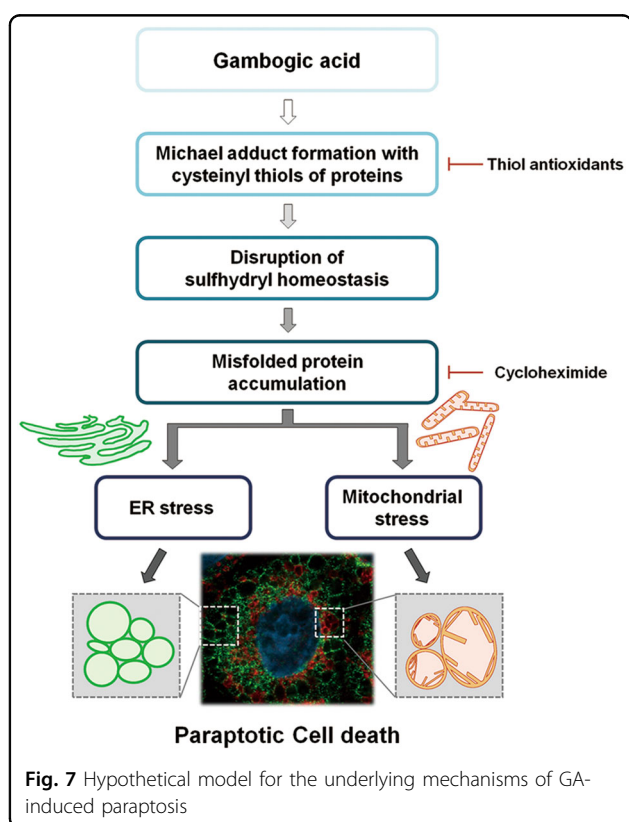 Gambogic acid
Michael adduct formation with
cysteinyl thiols of proteins
Thiol antioxidants
Disruption of
sulfhydryl homeostasis
Misfolded protein
accumulation
Cycloheximide
ER stress
Mitochondrial
stress
Paraptotic Cell death
Fig. 7 Hypothetical model for the underlying mechanisms of GA-
induced paraptosis